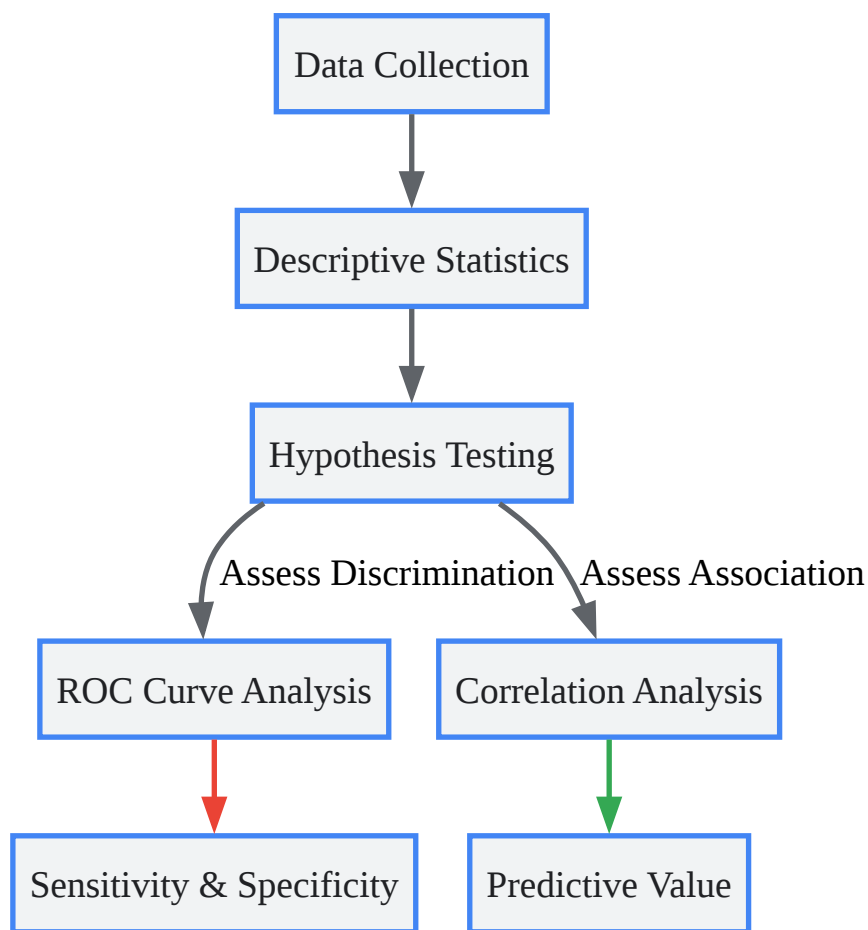 Data Collection
Descriptive Statistics
Hypothesis Testing
Assess Discrimination
Assess Association
ROC Curve Analysis
Correlation Analysis
Sensitivity & Specificity
Predictive Value